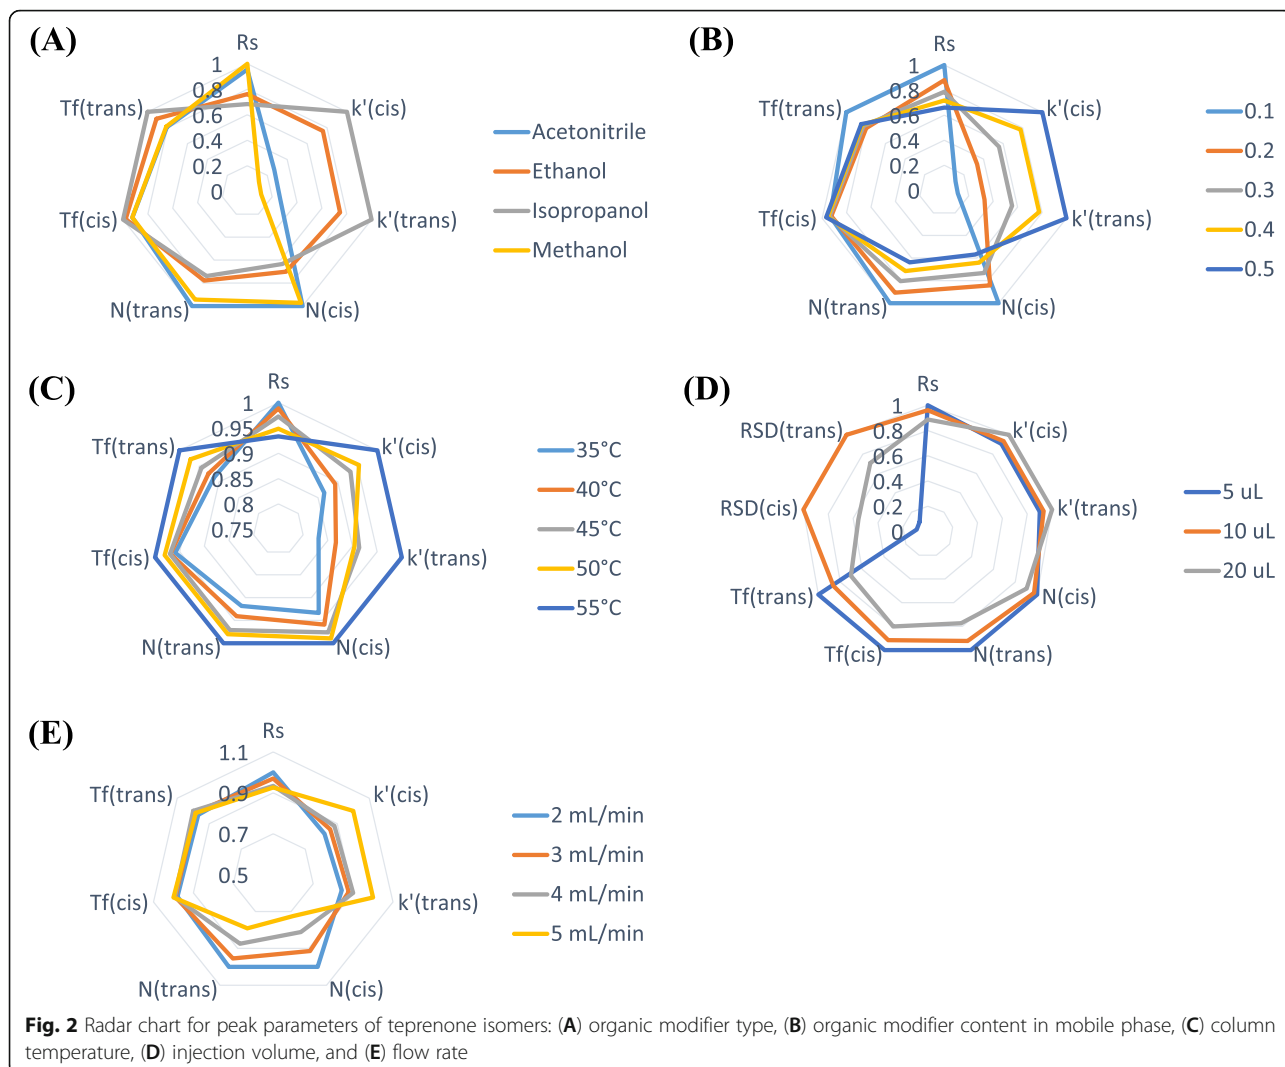 (A)
Rs
1
0.8
0.6
0.4
0.2
0
k'(cis)
k'(trans)
N(cis)
N(trans)
Tf(cis)
Tf(trans)
Acetonitrile
Ethanol
Isopropanol
Methanol
(B)
Rs
1
0.8
0.6
0.4
0.2
0
k'(cis)
k'(trans)
N(cis)
N(trans)
Tf(cis)
Tf(trans)
0.1
0.2
0.3
0.4
0.5
(C)
Rs
1
0.95
0.9
0.85
0.8
0.75
k'(cis)
k'(trans)
N(cis)
N(trans)
Tf(cis)
Tf(trans)
35°C
40°C
45°C
50°C
55°C
(D)
Rs
1
0.8
0.6
0.4
0.2
0
k'(cis)
k'(trans)
N(cis)
N(trans)
Tf(cis)
Tf(trans)
RSD(cis)
RSD(trans)
5 uL
10 uL
20 uL
(E)
Rs
1.1
0.9
0.7
0.5
k'(cis)
k'(trans)
N(cis)
N(trans)
Tf(cis)
Tf(trans)
2 mL/min
3 mL/min
4 mL/min
5 mL/min
Fig. 2 Radar chart for peak parameters of teprenone isomers: (A) organic modifier type, (B) organic modifier content in mobile phase, (C) column
temperature, (D) injection volume, and (E) flow rate